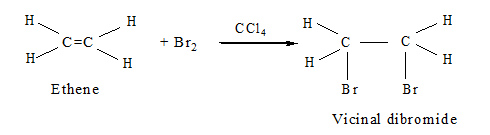 H H CCl4 H H
C=C + Br2 C C
H H H H
Ethene Br Br
Vicinal dibromide